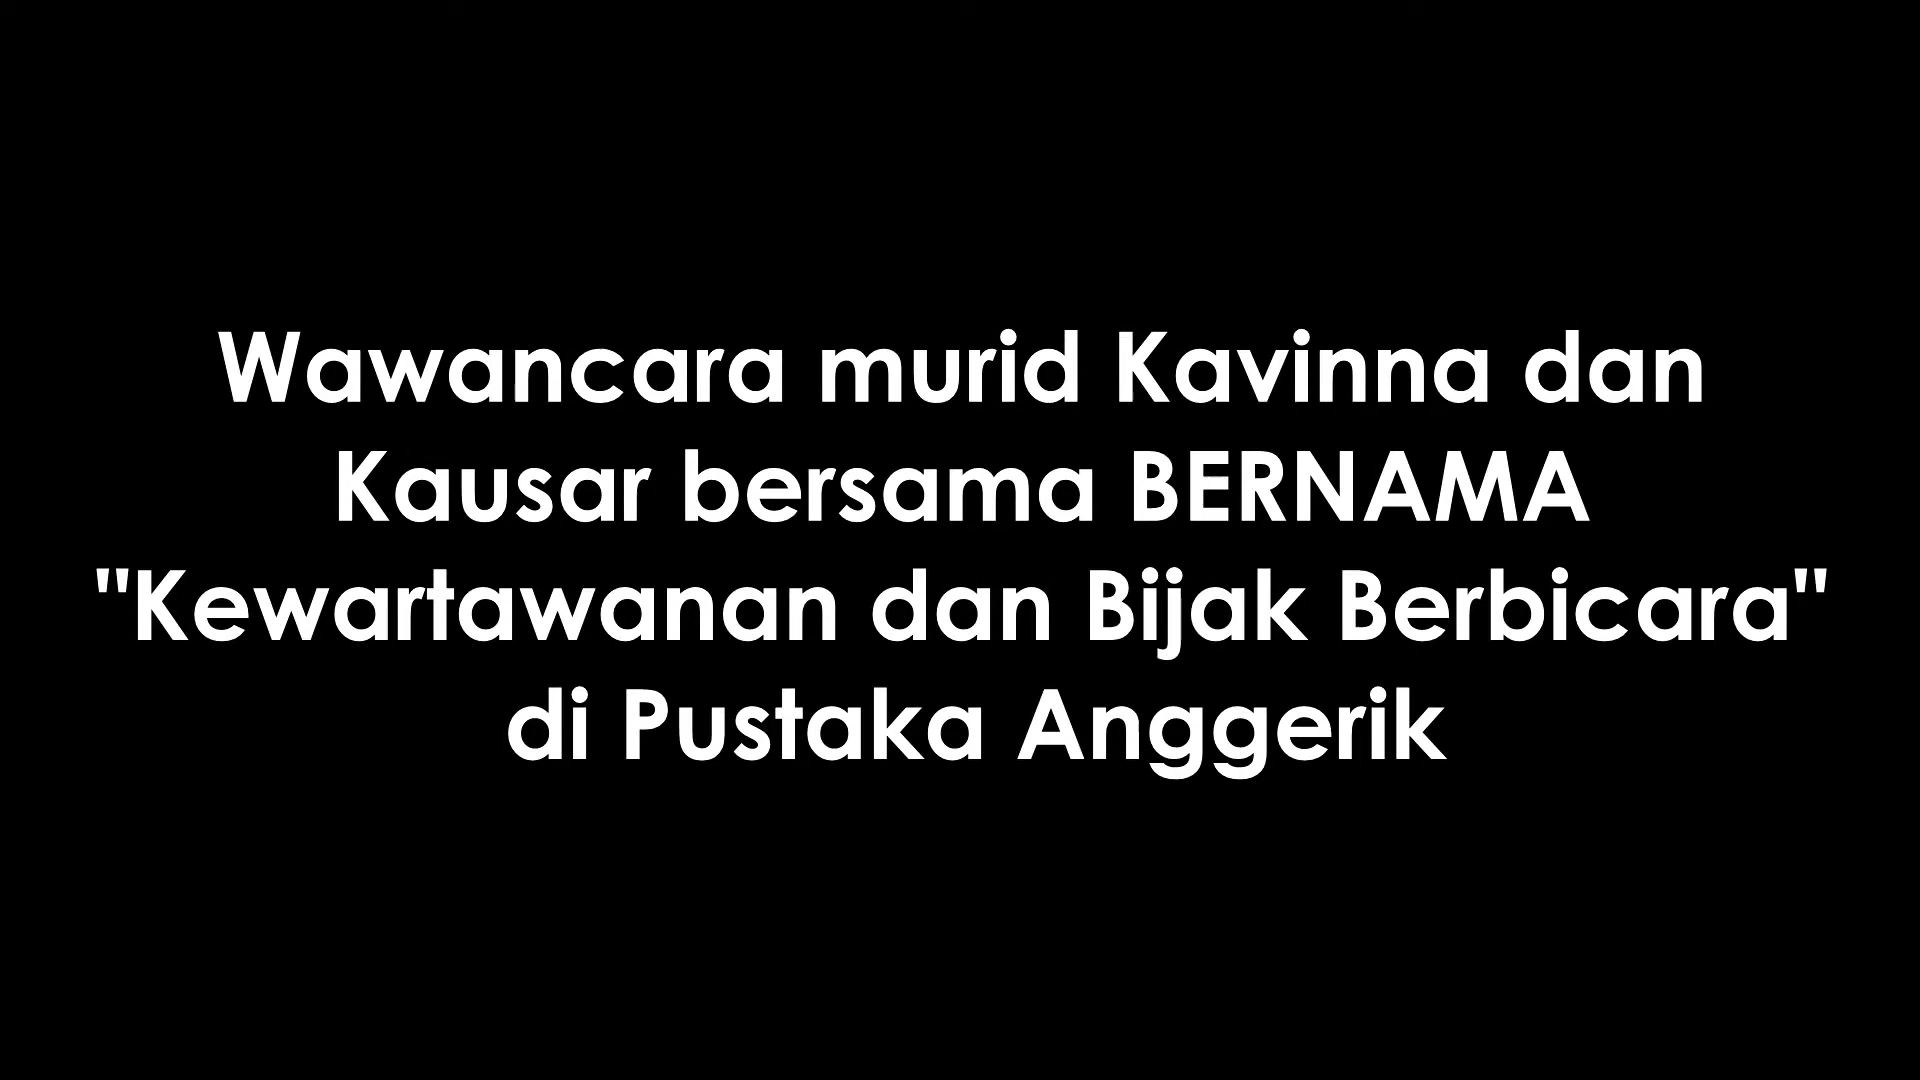 Wawancara murid Kavinna dan
Kausar bersama BERNAMA
"Kewartawanan dan Bijak Berbicara"
di Pustaka Anggerik